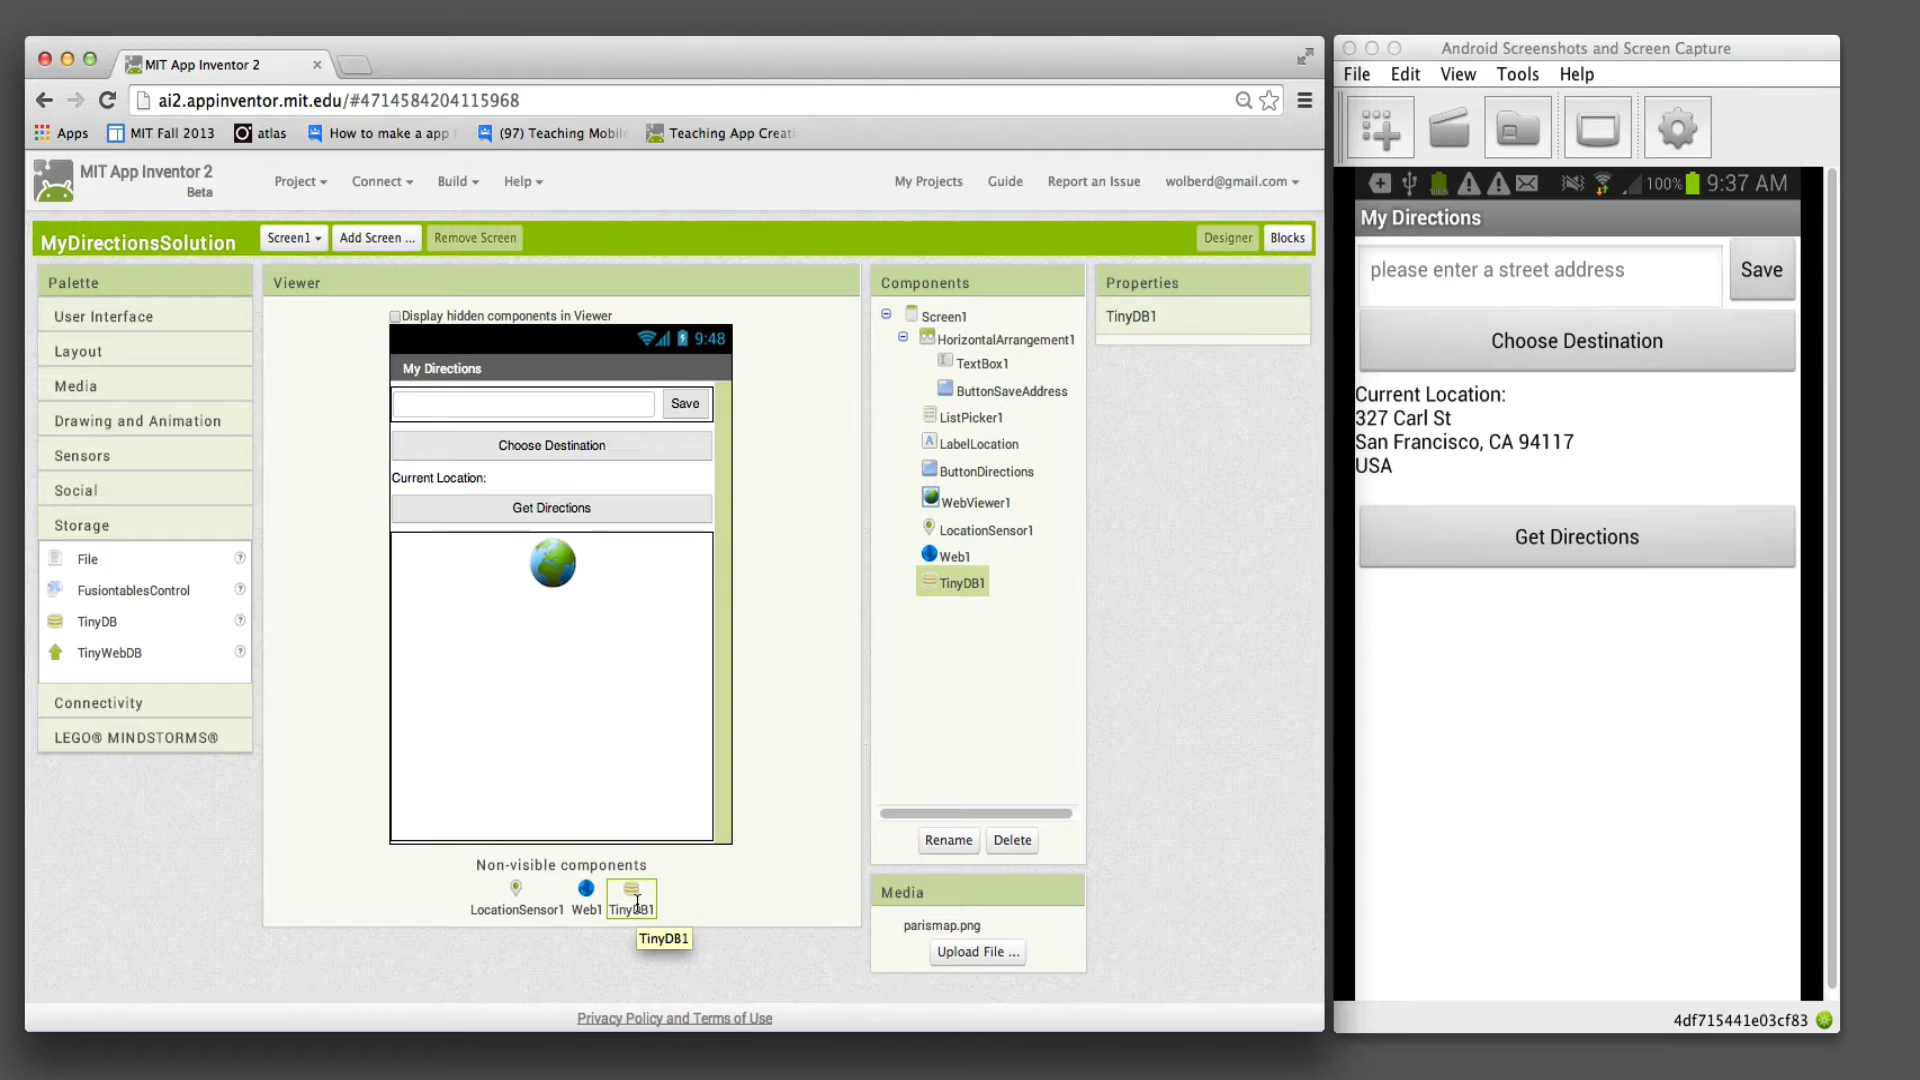 MIT App Inventor 2
ai2.appinventor.mit.edu/#4714584204115968
Apps
MIT Fall 2013
atlas
How to make a app
(97) Teaching Mobil
Teaching App Creat
MIT App Inventor 2
Beta
Project
Connect
Build
Help
My Projects
Guide
Report an Issue
wolberd@gmail.com
MyDirectionsSolution
Screen1
Add Screen ...
Remove Screen
Designer
Blocks
Palette
User Interface
Layout
Media
Drawing and Animation
Sensors
Social
Storage
File
?
FusiontablesControl
?
TinyDB
?
TinyWebDB
?
Connectivity
LEGO® MINDSTORMS®
Viewer
Display hidden components in Viewer
9:48
My Directions
Save
Choose Destination
Current Location:
Get Directions
Non-visible components
LocationSensor1
Web1
TinyDB1
TinyDB1
Components
Screen1
HorizontalArrangement1
TextBox1
ButtonSaveAddress
ListPicker1
A
LabelLocation
ButtonDirections
WebViewer1
LocationSensor1
Web1
TinyDB1
Rename
Delete
Media
parismap.png
Upload File ...
Properties
TinyDB1
Privacy Policy and Terms of Use
Android Screenshots and Screen Capture
File
Edit
View
Tools
Help
100%
9:37 AM
My Directions
please enter a street address
Save
Choose Destination
Current Location:
327 Carl St
San Francisco, CA 94117
USA
Get Directions
4df715441e03cf83